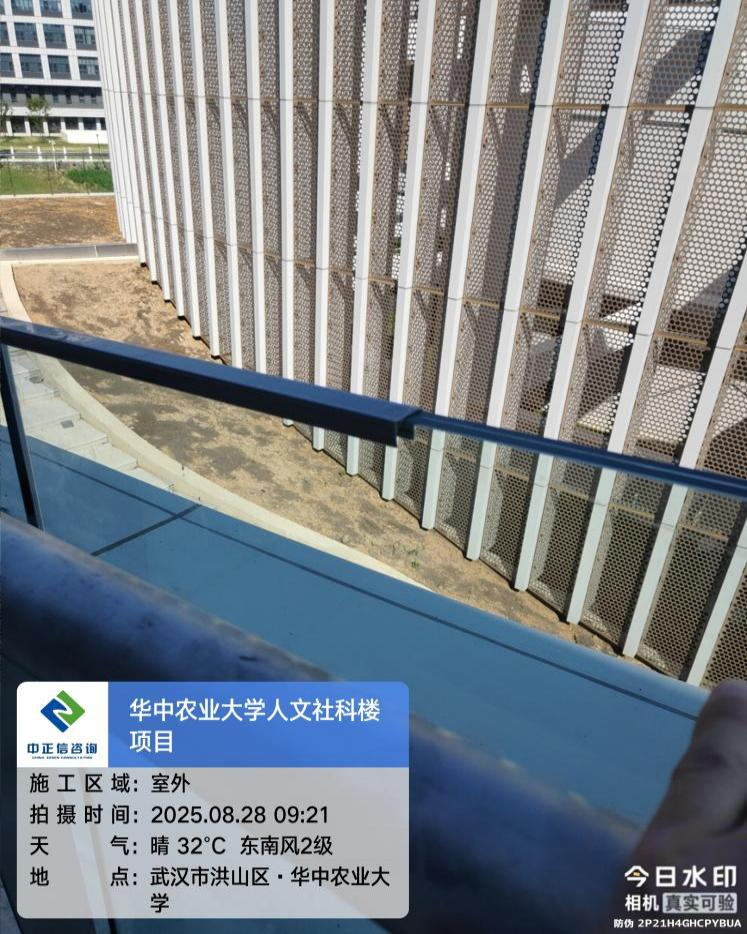 中正信咨询
华中农业大学人文社科楼
项目
施工区域：室外
拍摄时间：2025.08.28 09:21
天气：晴 32℃ 东南风2级
地点：武汉市洪山区·华中农业大
学
今日水印
相机 真实可验
防伪 2P21H4GHCPYBUA